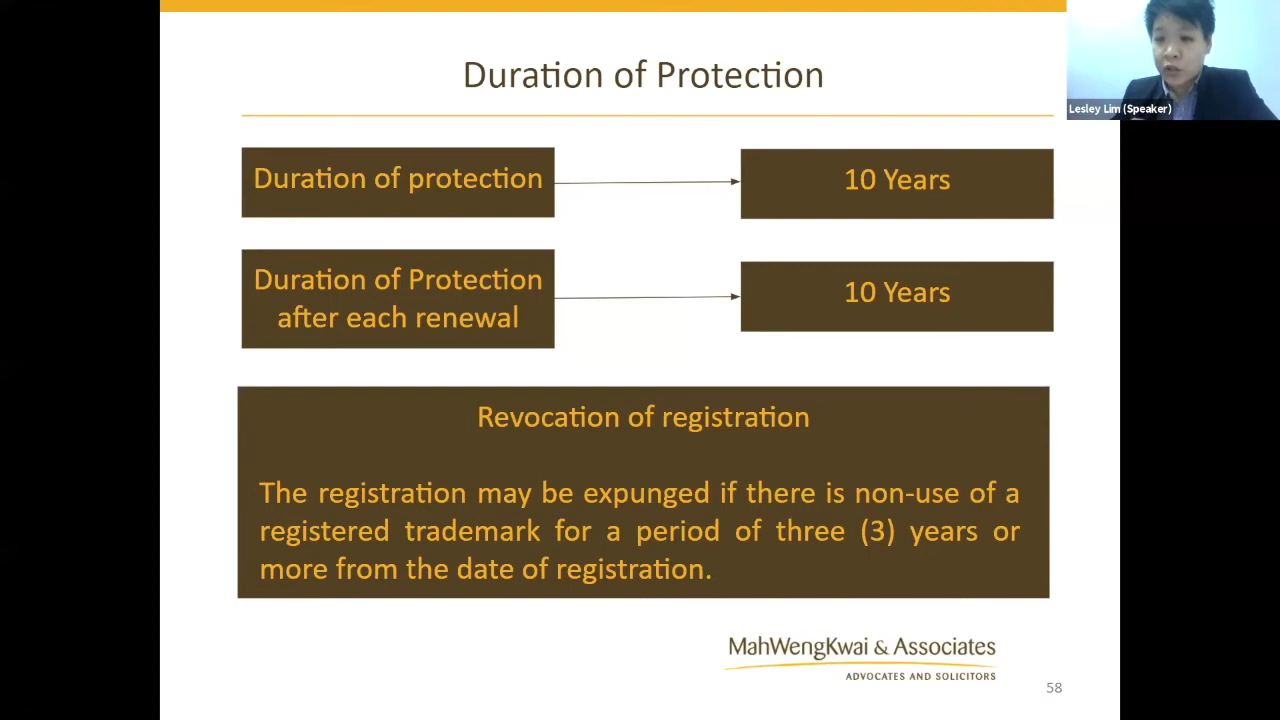 Duration of Protection
Lesley Lim (Speaker)
Duration of protection
10 Years
Duration of Protection
after each renewal
10 Years
Revocation of registration
The registration may be expunged if there is non-use of a
registered trademark for a period of three (3) years or
more from the date of registration.
MahWengKwai & Associates
ADVOCATES AND SOLICITORS
58